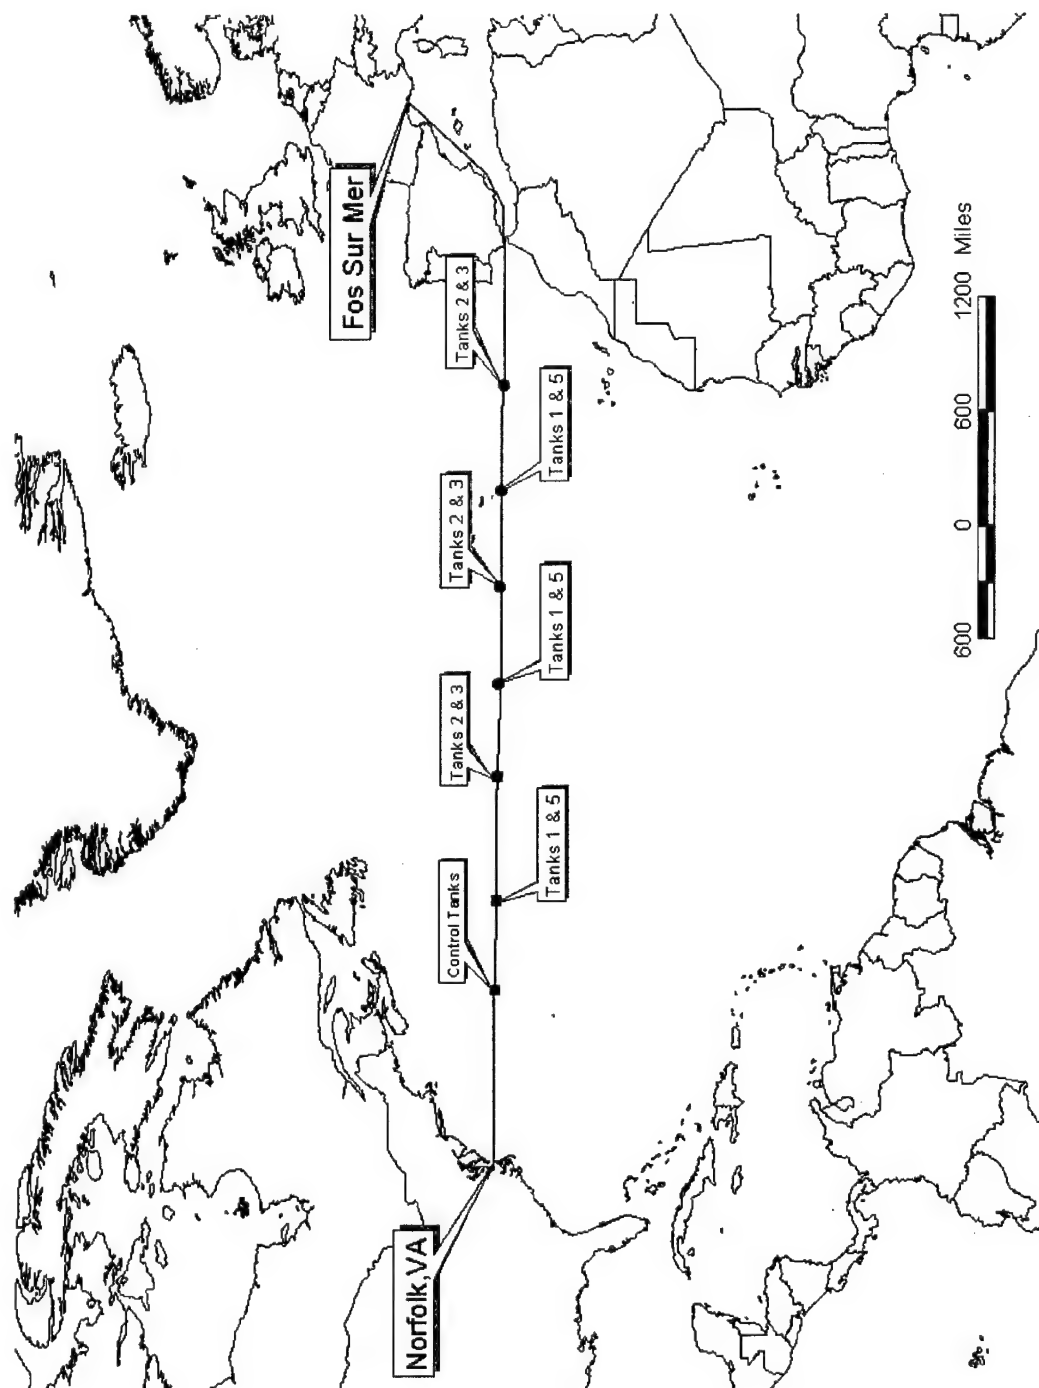 Fos Sur Mer
Norfolk,VA
Control Tanks
Tanks 2 & 3
Tanks 2 & 3
Tanks 2 & 3
Tanks 1 & 5
Tanks 1 & 5
Tanks 1 & 5
600 0 600 1200 Miles